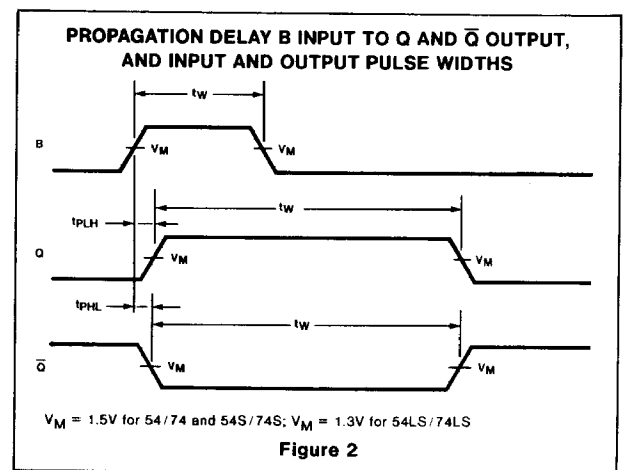 PROPAGATION DELAY B INPUT TO Q AND Q̅ OUTPUT,
AND INPUT AND OUTPUT PULSE WIDTHS
tW
B
VM
VM
tW
tPLH
Q
VM
VM
tPHL
tW
Q̅
VM
VM
VM = 1.5V for 54/74 and 54S/74S; VM = 1.3V for 54LS/74LS
Figure 2